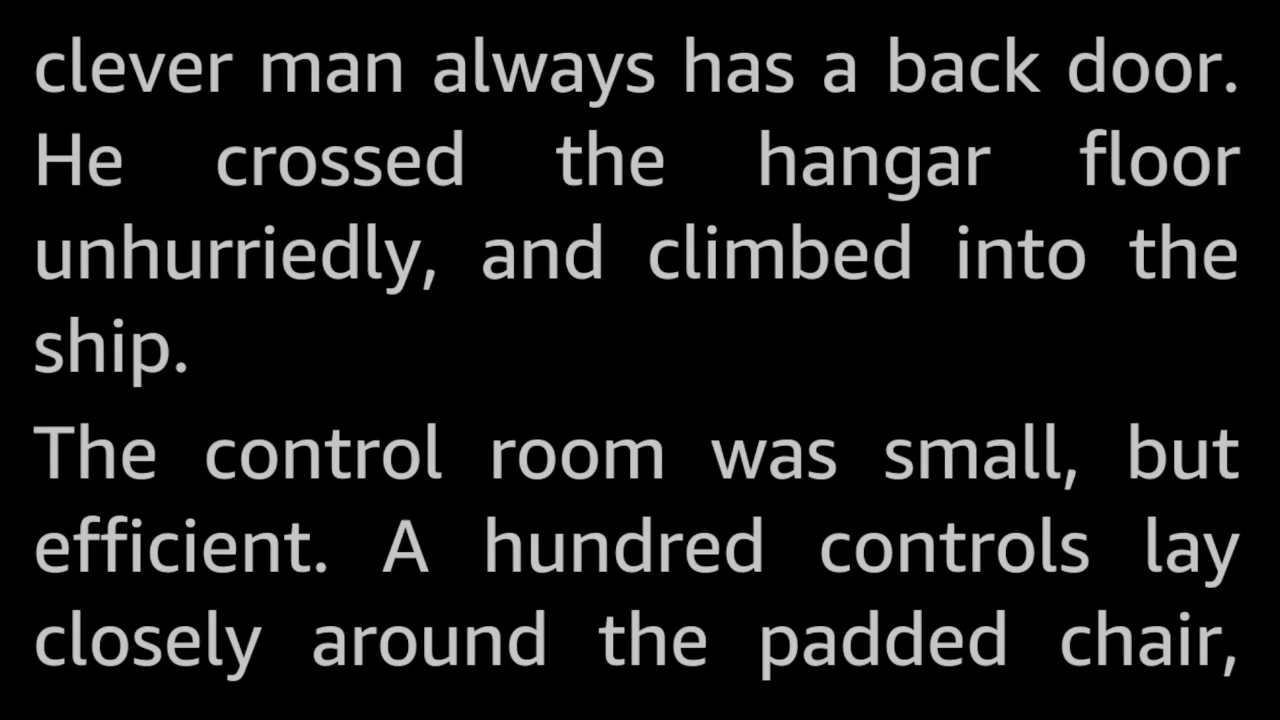 clever man always has a back door.
He crossed the hangar floor
unhurriedly, and climbed into the
ship.
The control room was small, but
efficient. A hundred controls lay
closely around the padded chair,